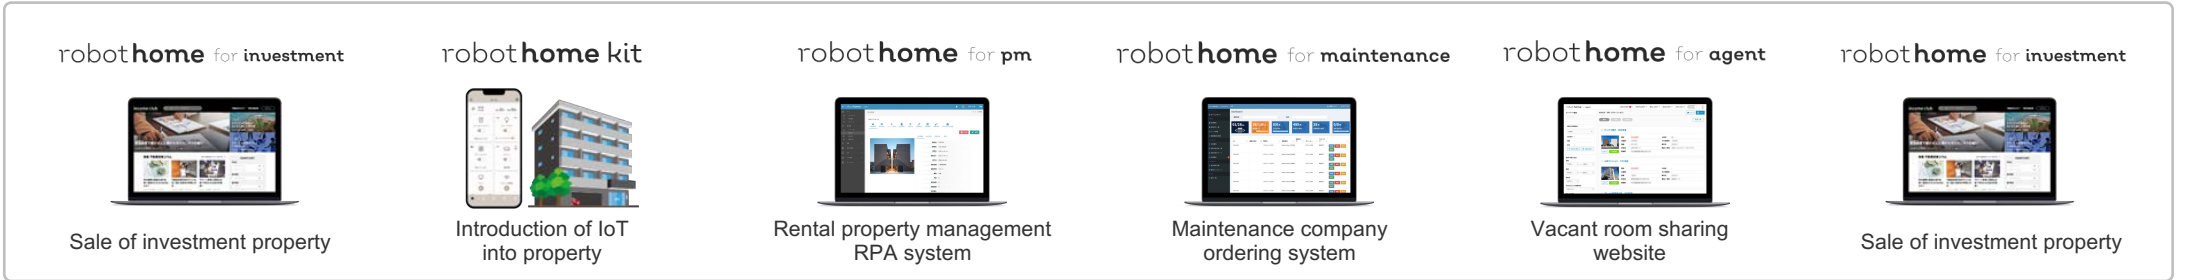 robot home for investment
robot home kit
robot home for pm
robot home for maintenance
robot home for agent
robot home for investment
Sale of investment property
Introduction of IoT
into property
Rental property management
RPA system
Maintenance company
ordering system
Vacant room sharing
website
Sale of investment property